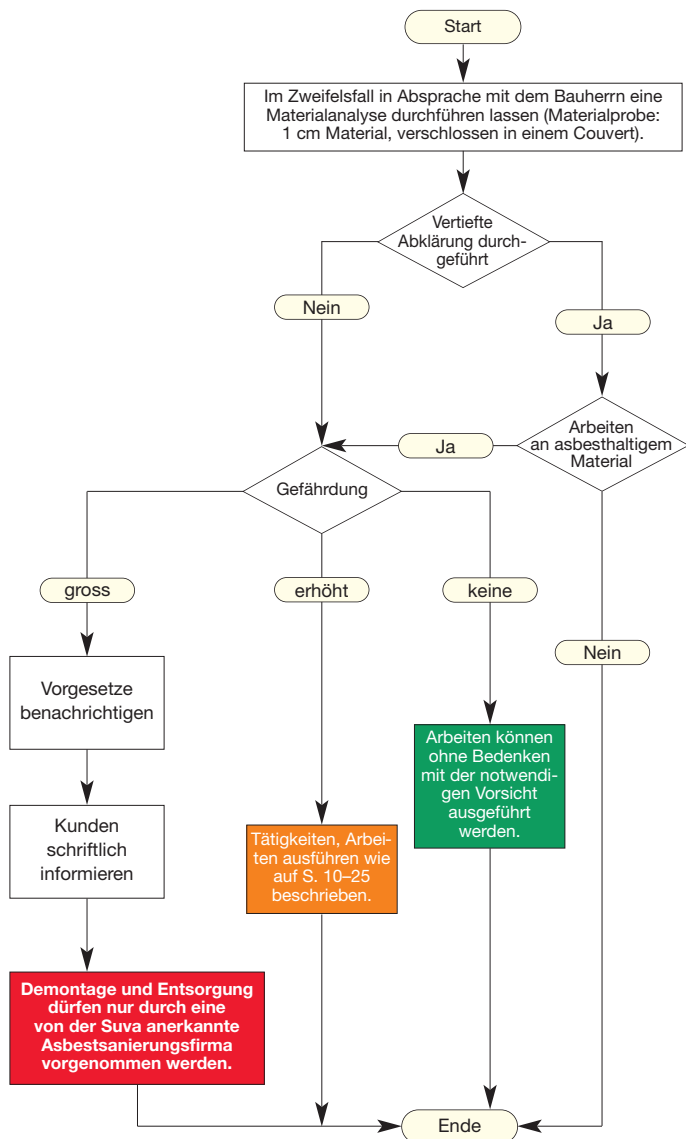 Start
Im Zweifelsfall in Absprache mit dem Bauherrn eine
Materialanalyse durchführen lassen (Materialprobe:
1 cm Material, verschlossen in einem Couvert).
Vertiefte
Abklärung durch-
geführt
Nein
Ja
Arbeiten
an asbesthaltigem
Material
Ja
Gefährdung
gross
erhöht
keine
Nein
Vorgesetze
benachrichtigen
Arbeiten können
ohne Bedenken
mit der notwendi-
gen Vorsicht
ausgeführt
werden.
Kunden
schriftlich
informieren
Tätigkeiten, Arbei-
ten ausführen wie
auf S. 10–25
beschrieben.
Demontage und Entsorgung
dürfen nur durch eine
von der Suva anerkannte
Asbestsanierungsfirma
vorgenommen werden.
Ende